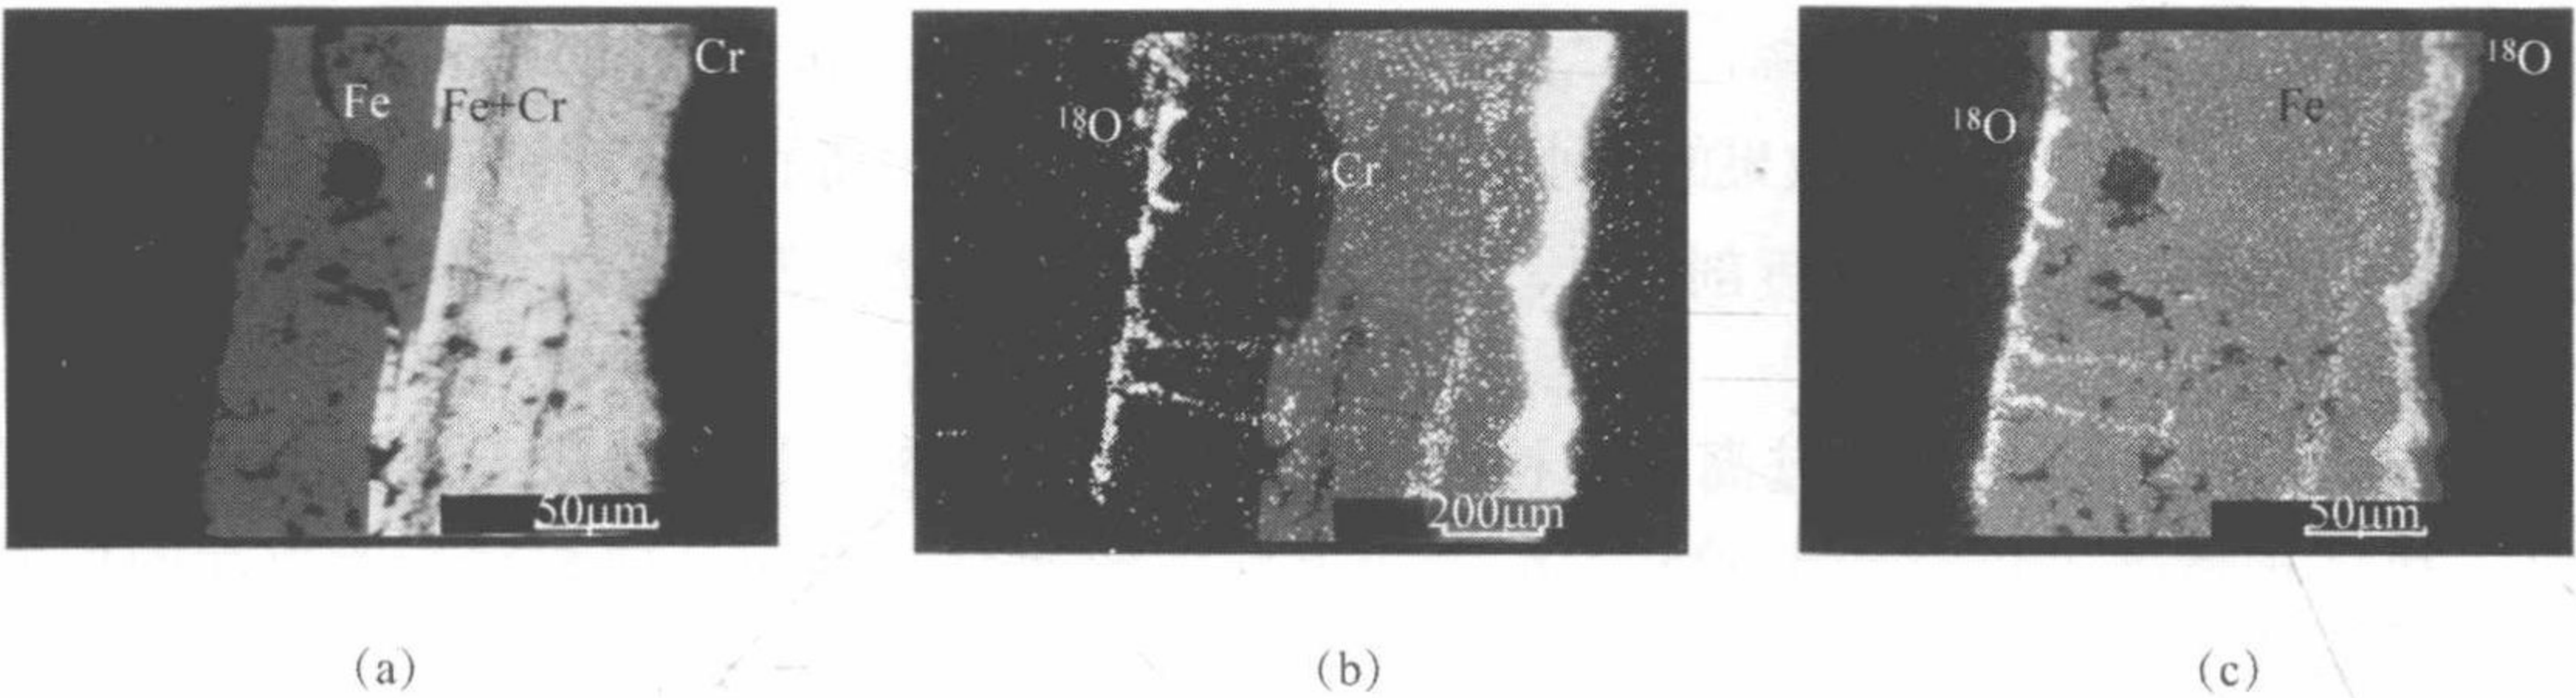 Fe
Fe+Cr
Cr
50μm
¹⁸O
Cr
200μm
¹⁸O
Fe
¹⁸O
50μm
(a)
(b)
(c)